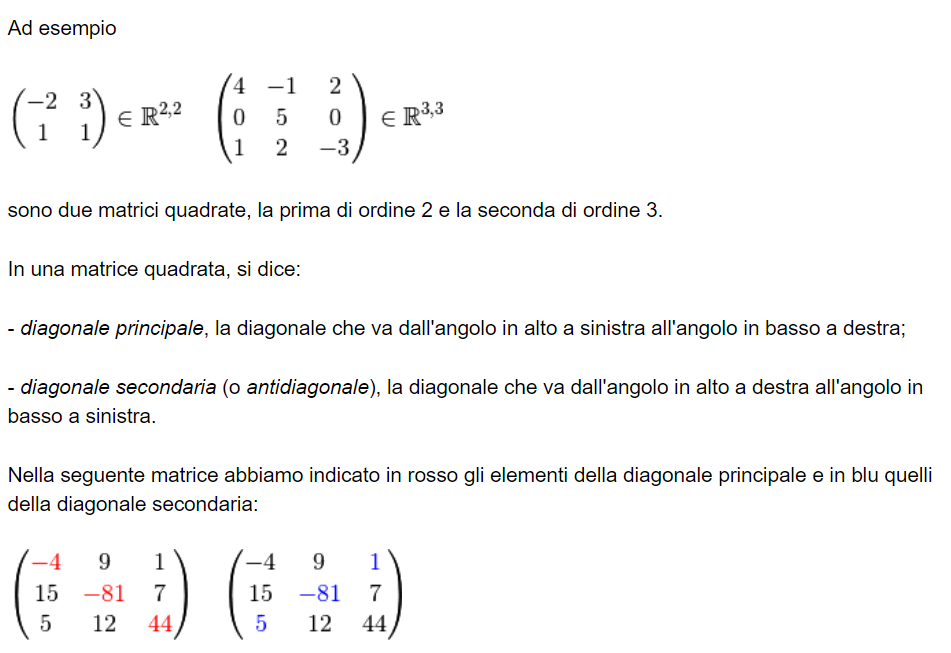 Ad esempio
(−2 3
1 1) ∈ ℝ2,2 (4 −1 2
0 5 0
1 2 −3) ∈ ℝ3,3
sono due matrici quadrate, la prima di ordine 2 e la seconda di ordine 3.
In una matrice quadrata, si dice:
- diagonale principale, la diagonale che va dall'angolo in alto a sinistra all'angolo in basso a destra;
- diagonale secondaria (o antidiagonale), la diagonale che va dall'angolo in alto a destra all'angolo in
basso a sinistra.
Nella seguente matrice abbiamo indicato in rosso gli elementi della diagonale principale e in blu quelli
della diagonale secondaria:
(−4 9 1
15 −81 7
5 12 44)
(−4 9 1
15 −81 7
5 12 44)